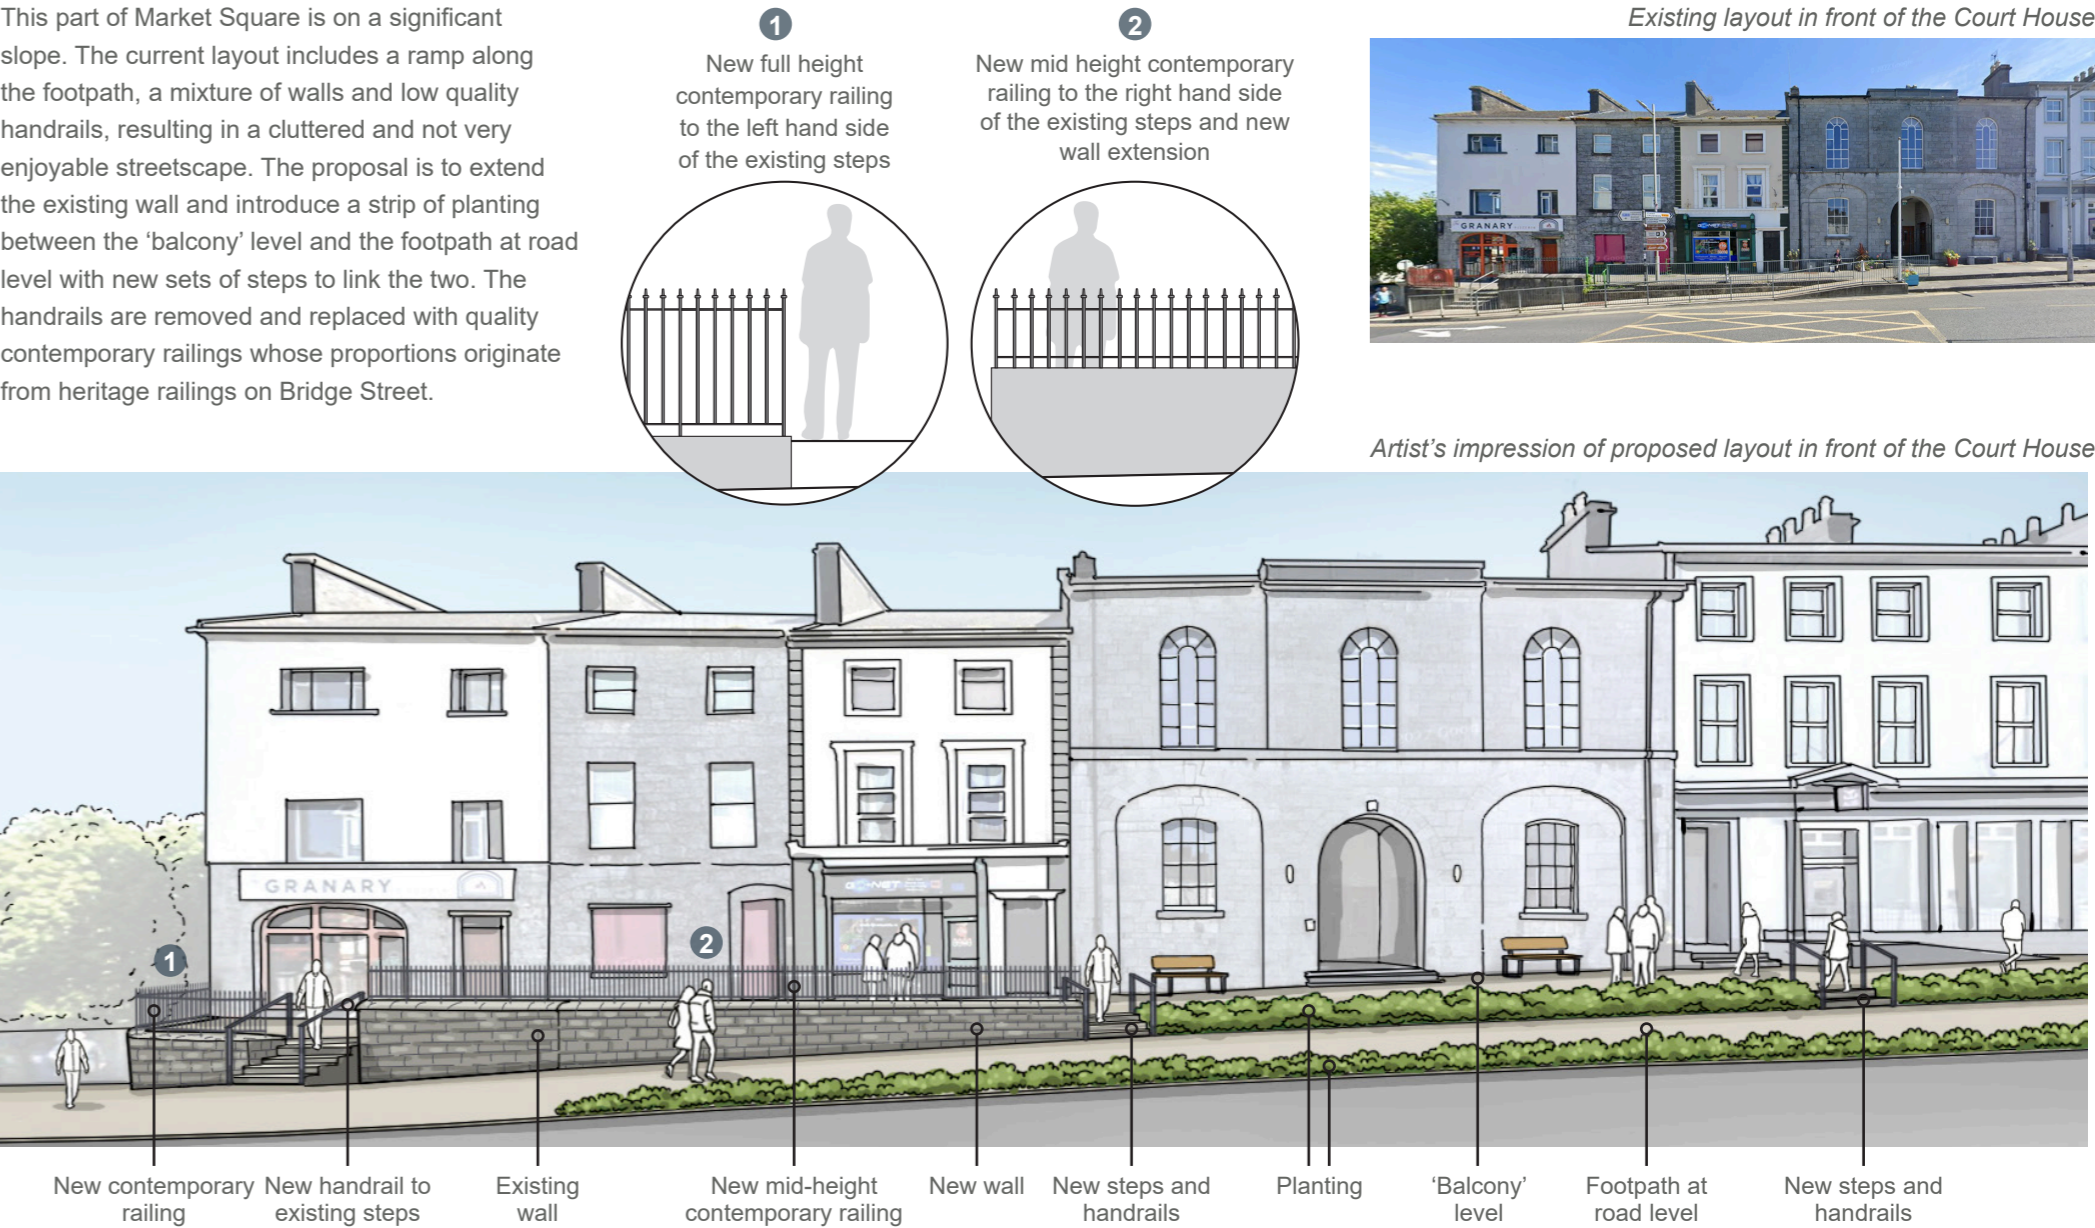 This part of Market Square is on a significant
slope. The current layout includes a ramp along
the footpath, a mixture of walls and low quality
handrails, resulting in a cluttered and not very
enjoyable streetscape. The proposal is to extend
the existing wall and introduce a strip of planting
between the ‘balcony’ level and the footpath at road
level with new sets of steps to link the two. The
handrails are removed and replaced with quality
contemporary railings whose proportions originate
from heritage railings on Bridge Street.
1
New full height
contemporary railing
to the left hand side
of the existing steps
2
New mid height contemporary
railing to the right hand side
of the existing steps and new
wall extension
Existing layout in front of the Court House
GRANARY
Artist’s impression of proposed layout in front of the Court House
GRANARY
1
2
New contemporary
railing
New handrail to
existing steps
Existing
wall
New mid-height
contemporary railing
New wall
New steps and
handrails
Planting
‘Balcony’
level
Footpath at
road level
New steps and
handrails